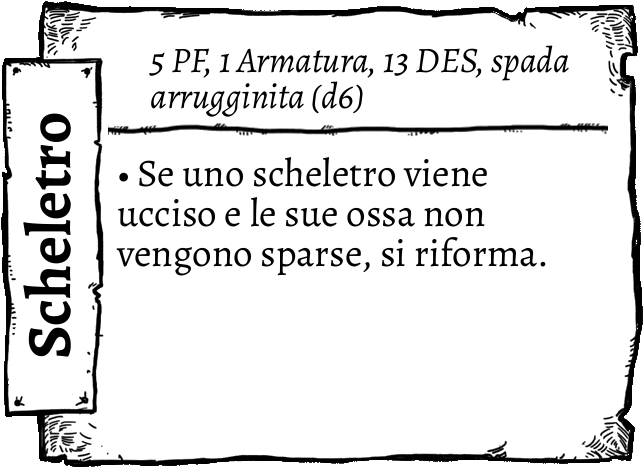 Scheletro
5 PF, 1 Armatura, 13 DES, spada
arrugginita (d6)
• Se uno scheletro viene
ucciso e le sue ossa non
vengono sparse, si riforma.